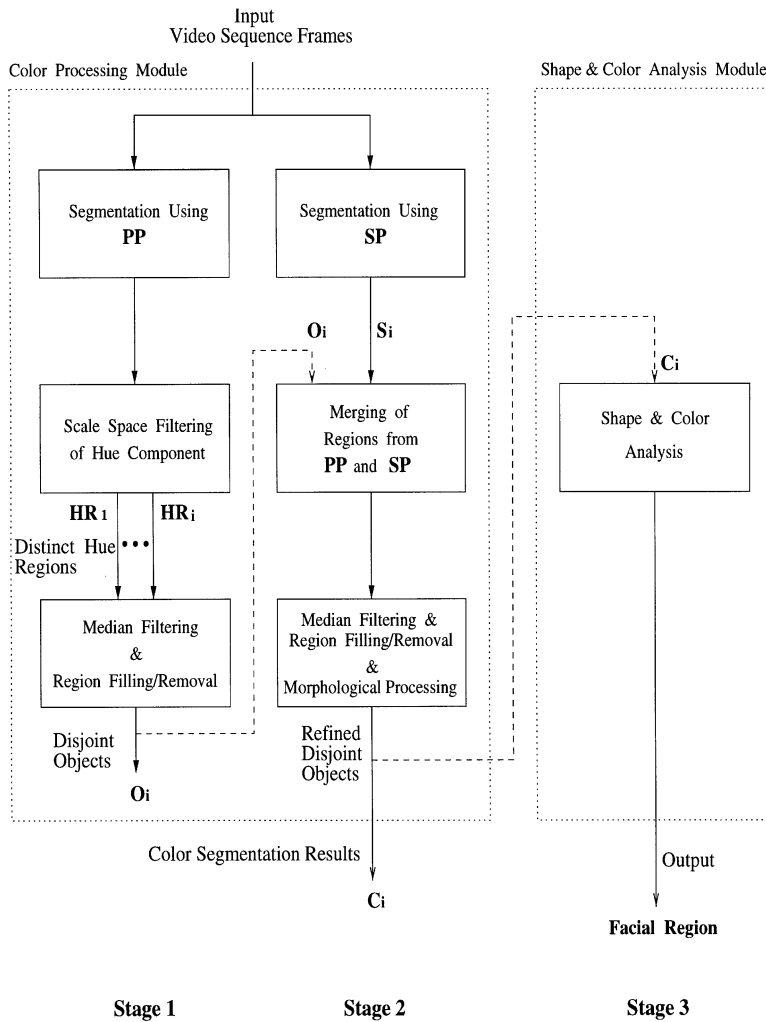 Input
Video Sequence Frames
Color Processing Module
Shape & Color Analysis Module
Segmentation Using
PP
Segmentation Using
SP
Oi
Si
Ci
Scale Space Filtering
of Hue Component
Merging of
Regions from
PP and SP
Shape & Color
Analysis
HR1
HRi
Distinct Hue
Regions
Median Filtering
&
Region Filling/Removal
Median Filtering &
Region Filling/Removal
&
Morphological Processing
Disjoint
Objects
Oi
Refined
Disjoint
Objects
Color Segmentation Results
Ci
Output
Facial Region
Stage 1
Stage 2
Stage 3